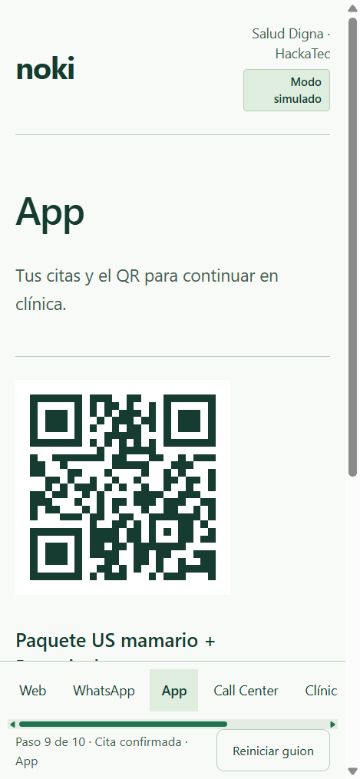 noki
Salud Digna ·
HackaTec
Modo
simulado
App
Tus citas y el QR para continuar en
clínica.
Paquete US mamario +
Web
WhatsApp
App
Call Center
Clínic
Paso 9 de 10 · Cita confirmada ·
App
Reiniciar guion